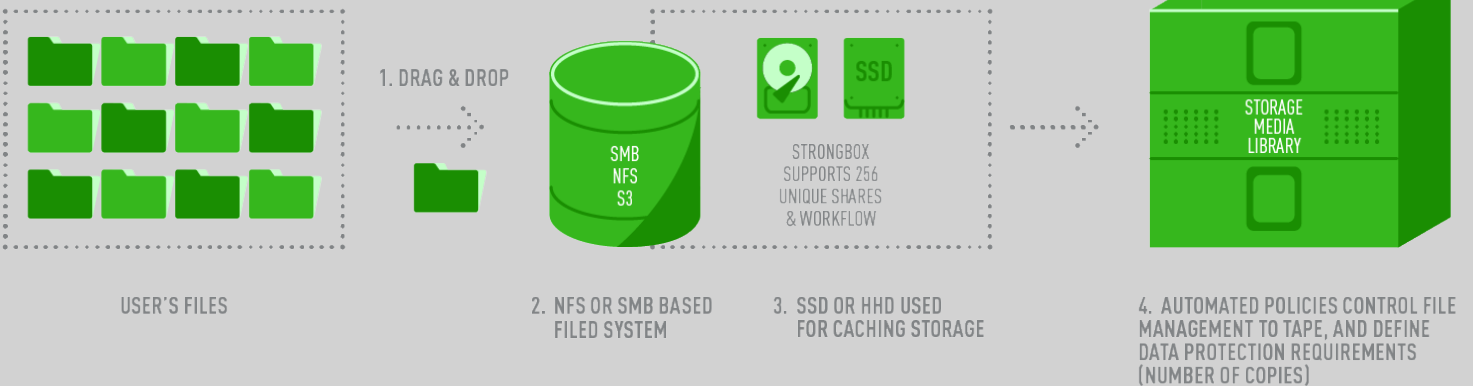 1. DRAG & DROP
SMB
NFS
S3
SSD
STRONGBOX
SUPPORTS 256
UNIQUE SHARES
& WORKFLOW
STORAGE
MEDIA
LIBRARY
USER'S FILES
2. NFS OR SMB BASED
FILED SYSTEM
3. SSD OR HHD USED
FOR CACHING STORAGE
4. AUTOMATED POLICIES CONTROL FILE
MANAGEMENT TO TAPE, AND DEFINE
DATA PROTECTION REQUIREMENTS
(NUMBER OF COPIES)